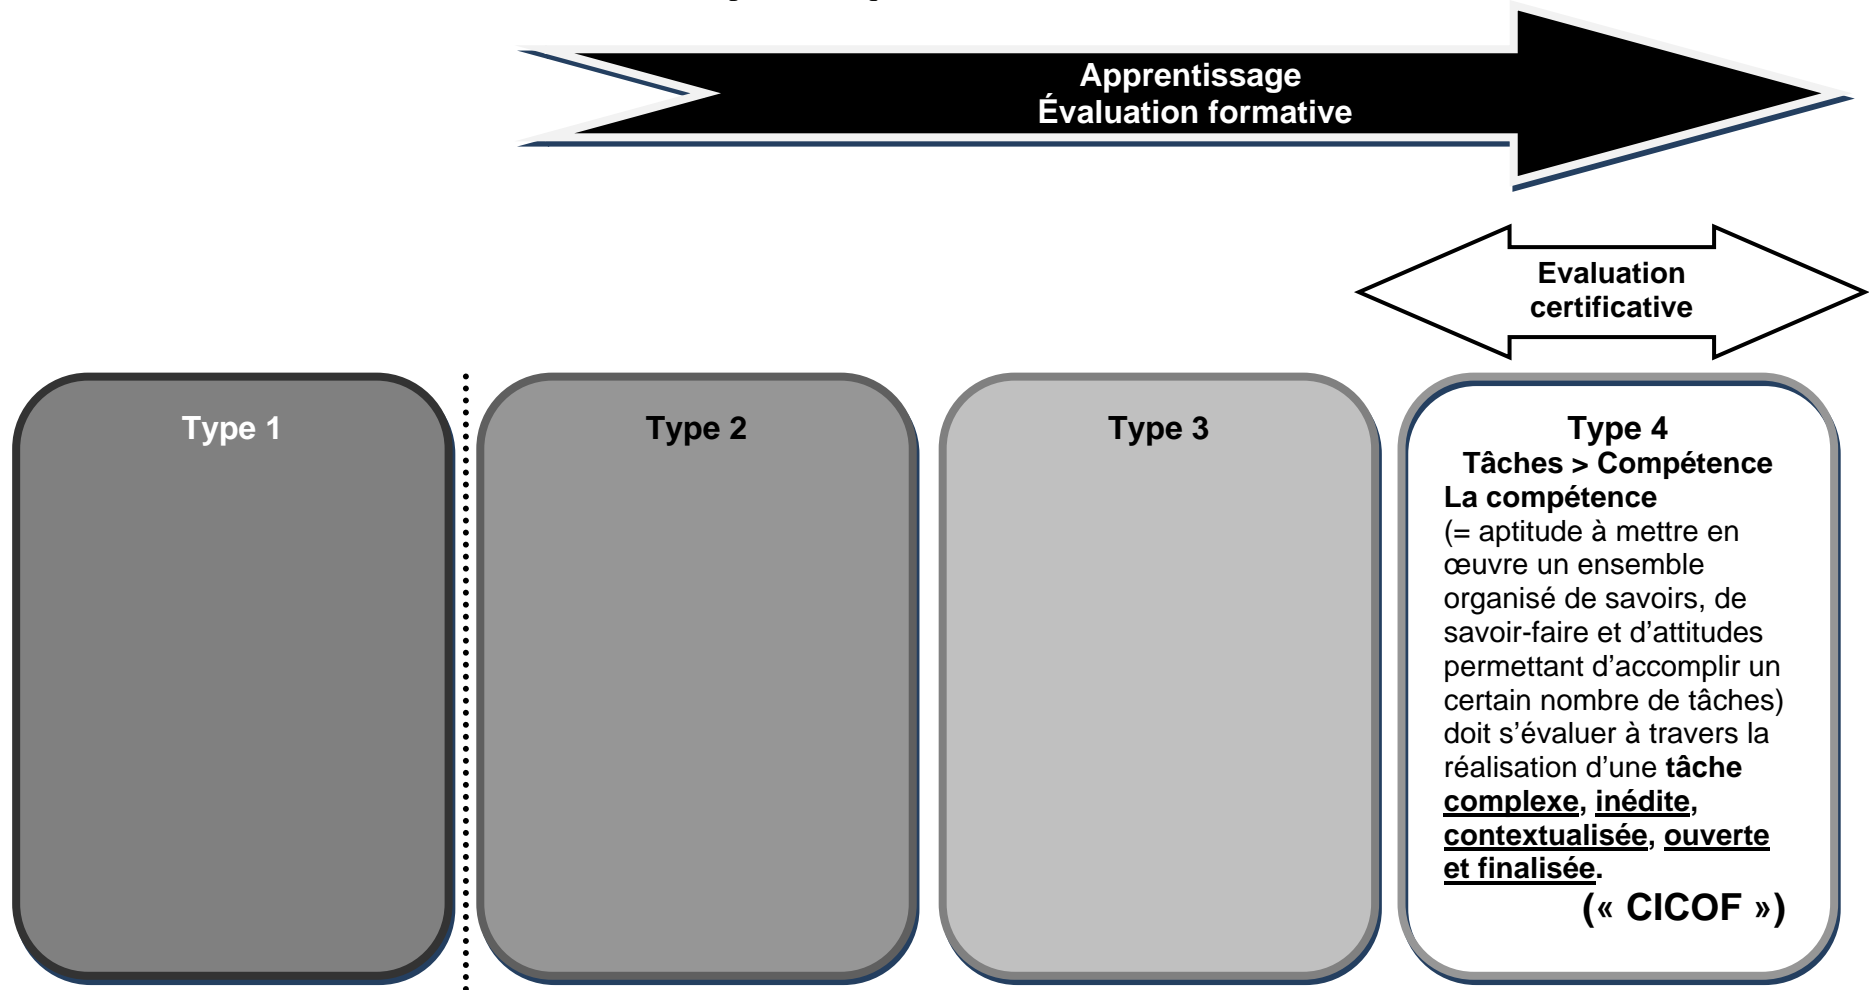 Apprentissage
Évaluation formative
Evaluation
certificative
Type 1
Type 2
Type 3
Type 4
Tâches > Compétence
La compétence
(= aptitude à mettre en
œuvre un ensemble
organisé de savoirs, de
savoir-faire et d’attitudes
permettant d’accomplir un
certain nombre de tâches)
doit s’évaluer à travers la
réalisation d’une tâche
complexe, inédite,
contextualisée, ouverte
et finalisée.
(« CICOF »)